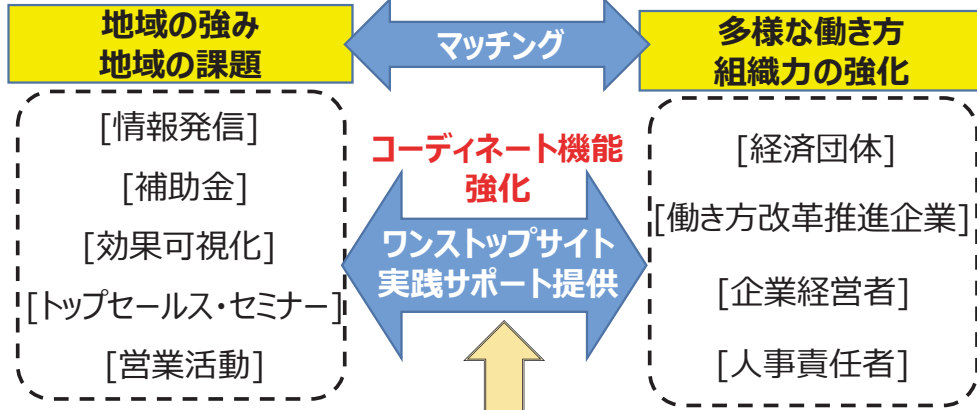 地域の強み
地域の課題
マッチング
多様な働き方
組織力の強化
[情報発信]
[補助金]
[効果可視化]
[トップセールス・セミナー]
[営業活動]
コーディネート機能
強化
ワンストップサイト
実践サポート提供
[経済団体]
[働き方改革推進企業]
[企業経営者]
[人事責任者]